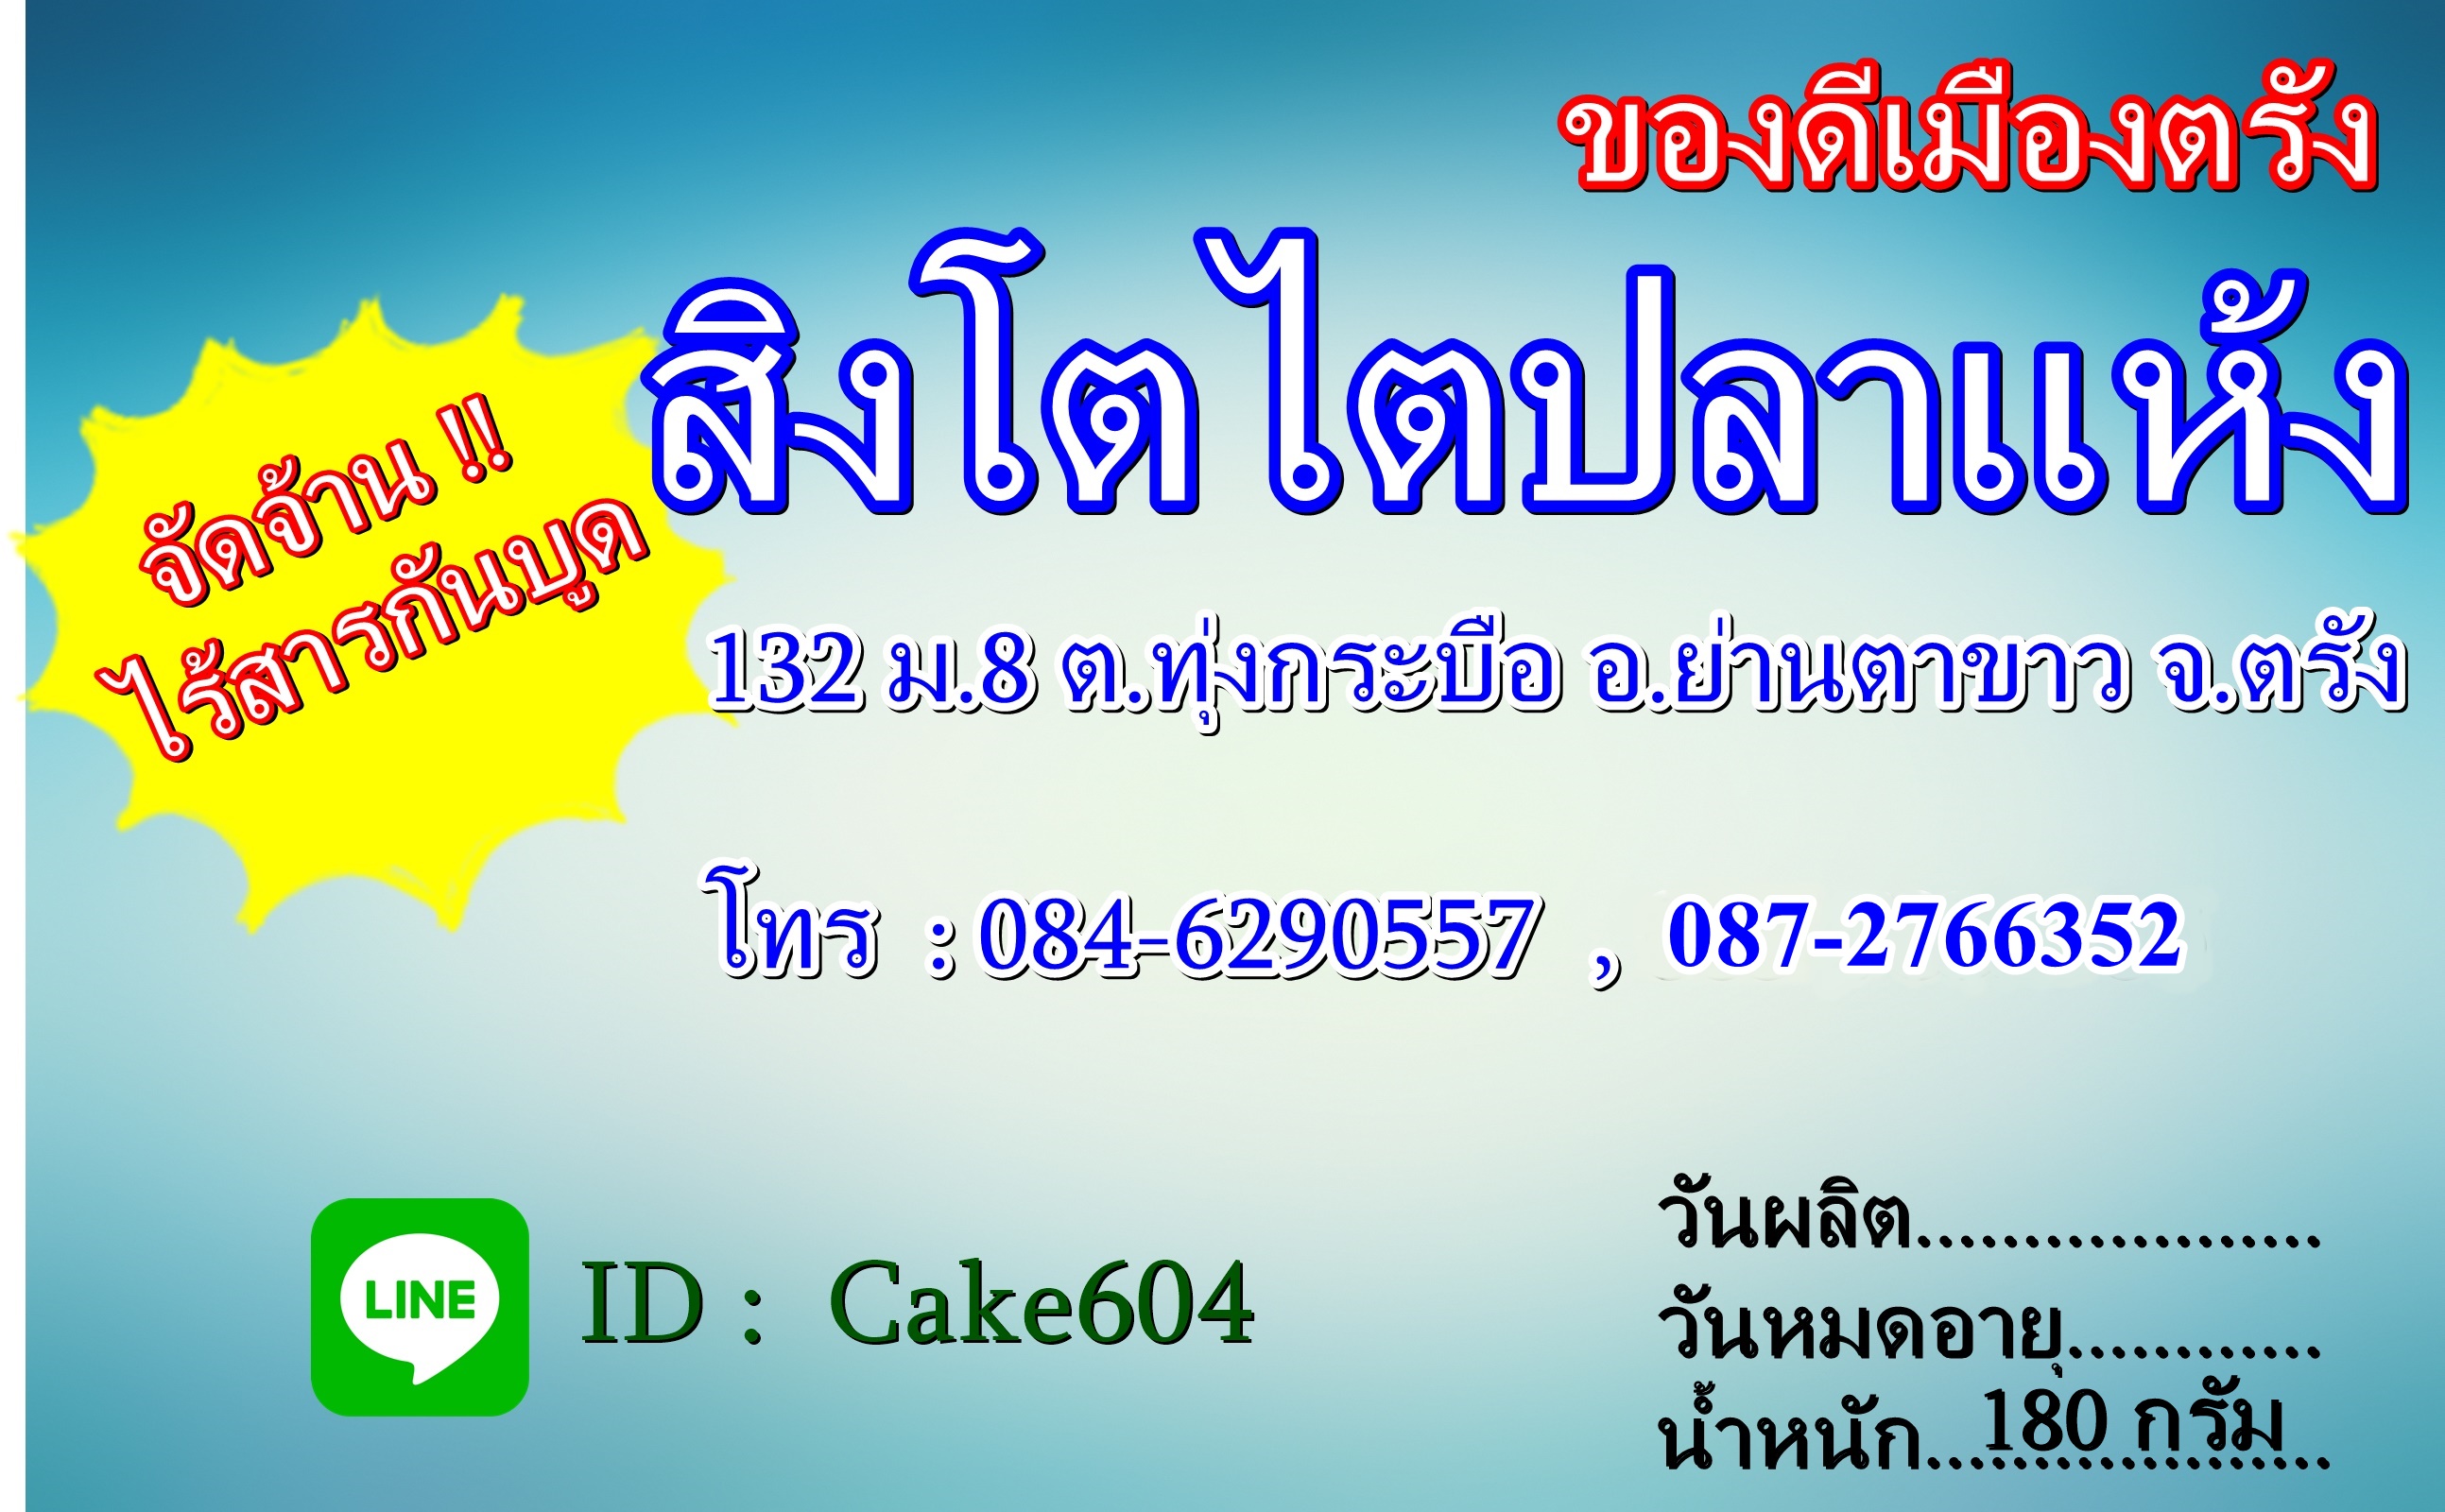 ของดีเมืองตรัง
สิงโตไตปลาแห้ง
จัดจ้าน !!
ไร้สารกันบูด
132 ม.8 ต.ทุ่งกระบือ อ.ย่านตาขาว จ.ตรัง
โทร : 084-6290557 , 087-2766352
LINE ID : Cake604
วันผลิต...................
วันหมดอายุ............
น้ำหนัก....180 กรัม....